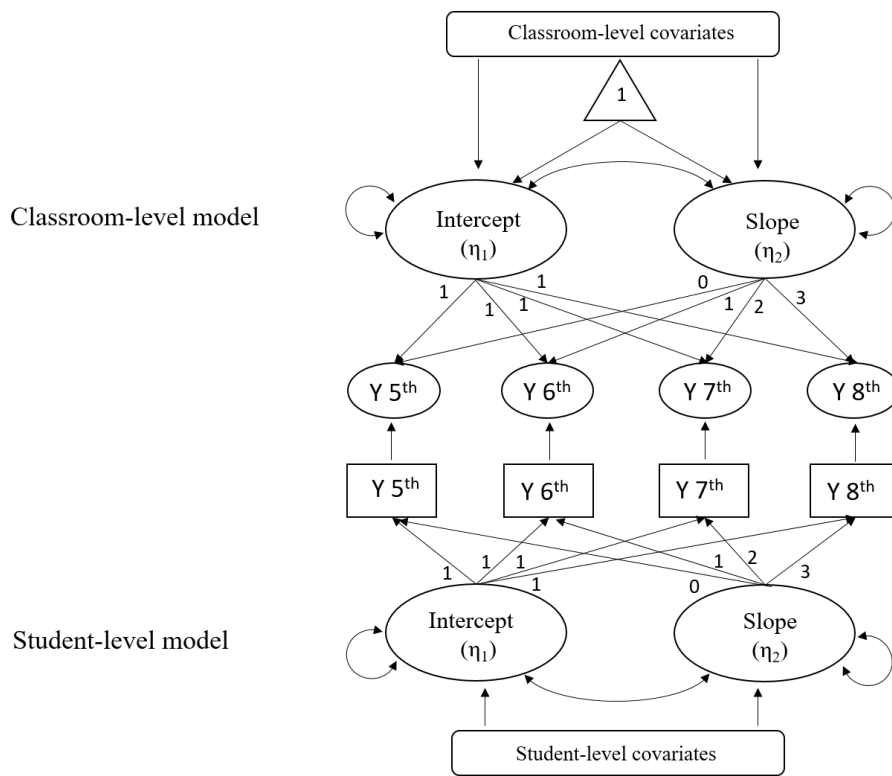 Classroom-level covariates
1
Classroom-level model
Intercept
(η₁)
Slope
(η₂)
1 1 1 1 0 1 2 3
Y 5ᵗʰ Y 6ᵗʰ Y 7ᵗʰ Y 8ᵗʰ
Y 5ᵗʰ Y 6ᵗʰ Y 7ᵗʰ Y 8ᵗʰ
1 1 1 1 0 1 2 3
Student-level model
Intercept
(η₁)
Slope
(η₂)
Student-level covariates